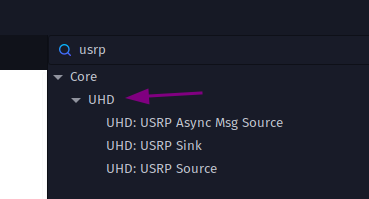 usrp
Core
UHD
UHD: USRP Async Msg Source
UHD: USRP Sink
UHD: USRP Source